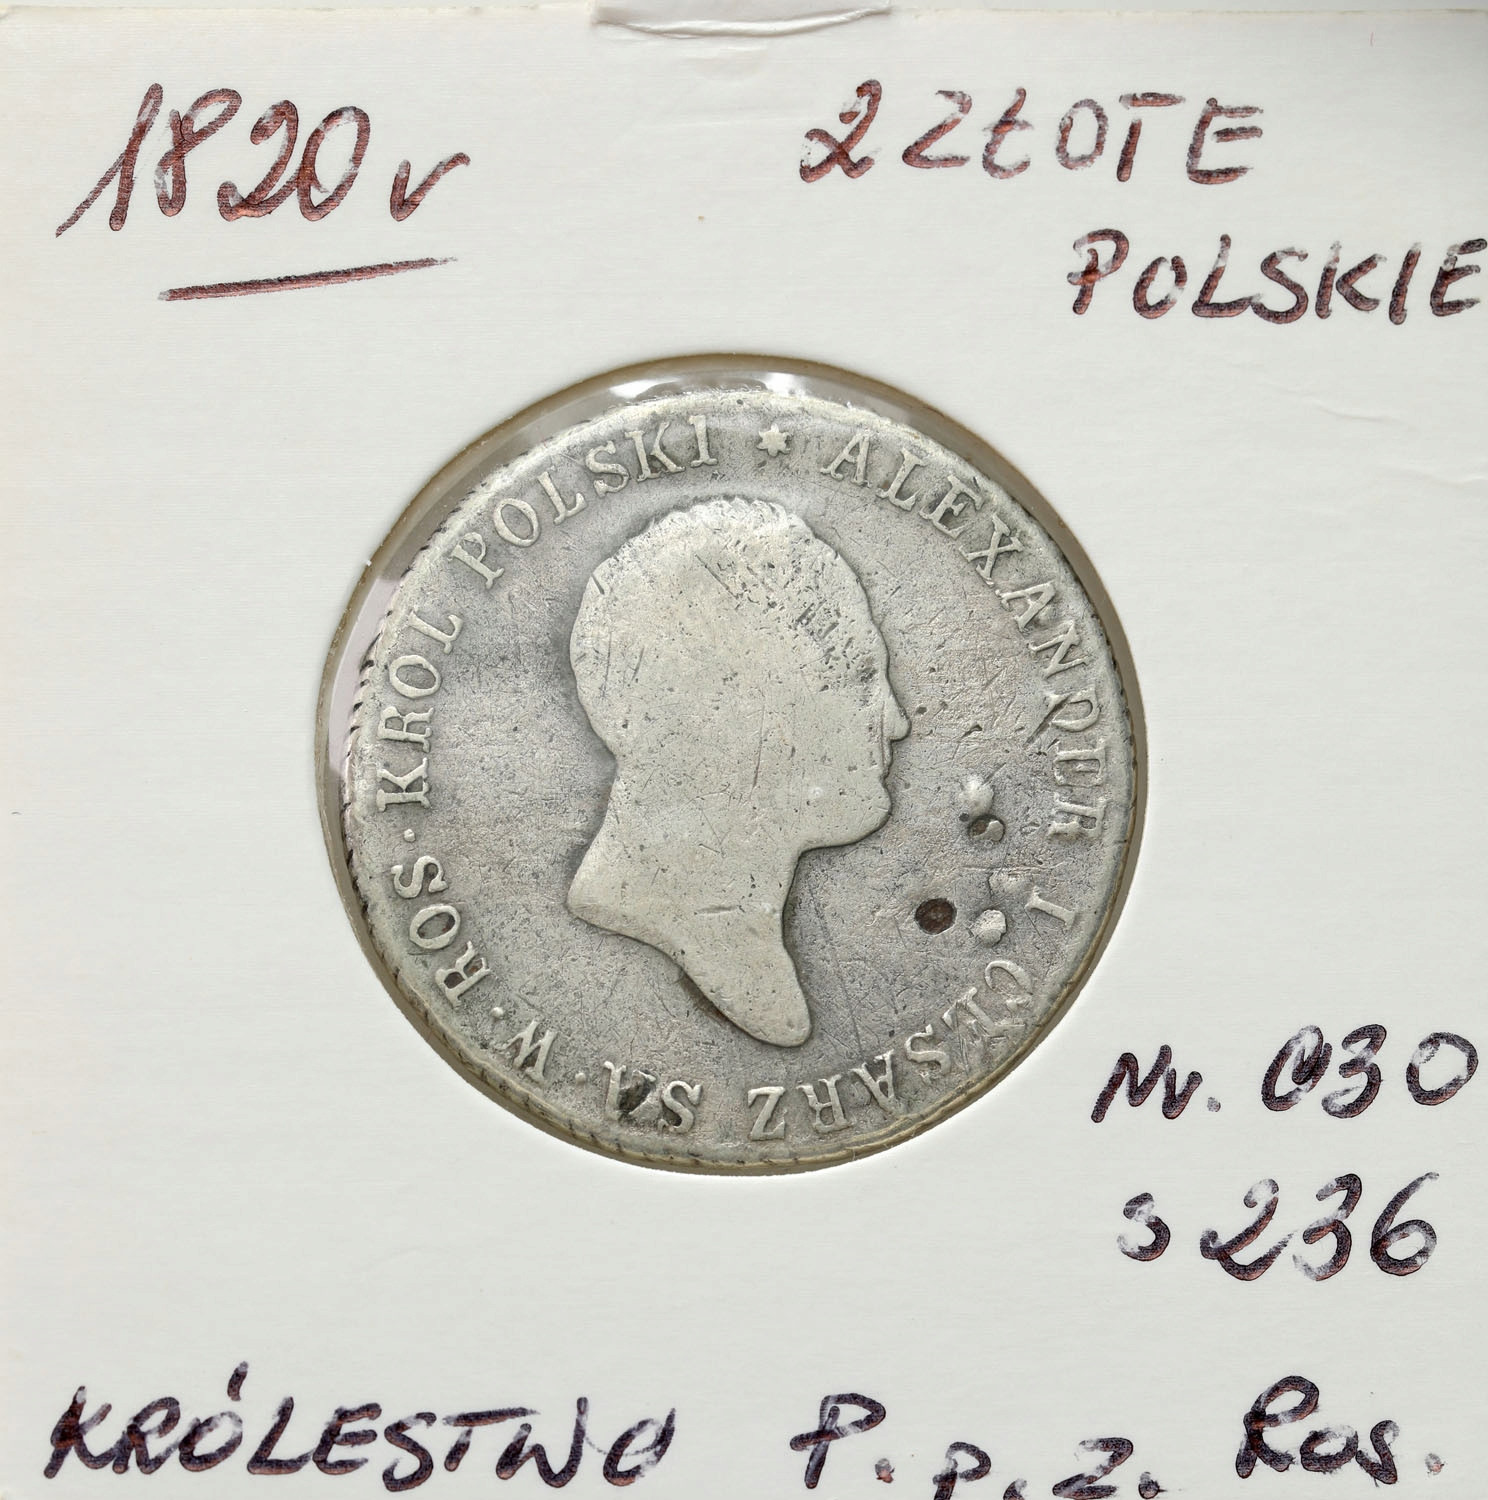 1820 r
2 ZŁOTE
POLSKIE
ALEXANDER I CESARZ SA. W. ROS. KROL POLSKI
Nr. 030
s 236
KRÓLESTWO P. p. z. Ros.